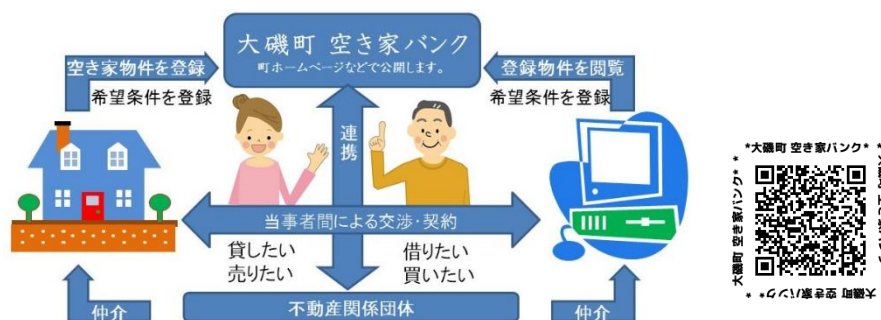 大磯町 空き家バンク
町ホームページなどで公開します。
空き家物件を登録
希望条件を登録
登録物件を閲覧
希望条件を登録
連携
当事者間による交渉・契約
貸したい
売りたい
借りたい
買いたい
仲介
不動産関係団体
仲介
*大磯町 空き家バンク*
大磯町 空き家バンク*
大磯町 空き家バンク*